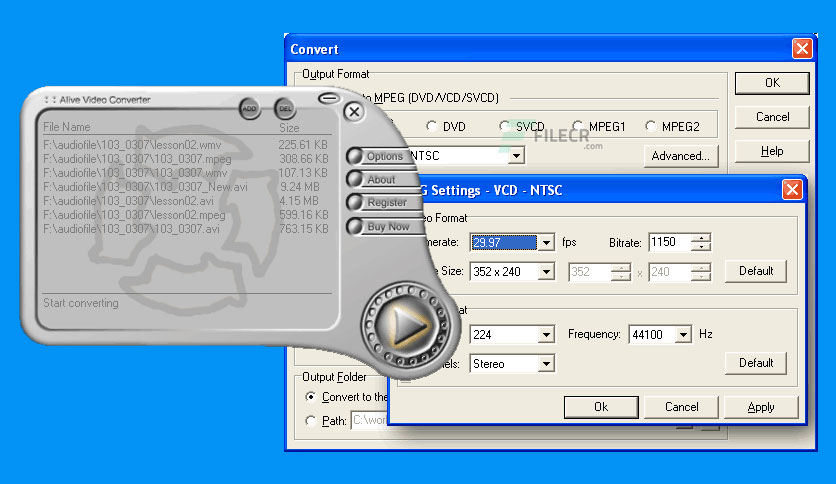 Convert
Output Format
to MPEG (DVD/VCD/SVCD)
DVD
SVCD
MPEG1
MPEG2
NTSC
Advanced...
OK
Cancel
Help
FILECR
.com
Alive Video Converter
ADD
DEL
File Name Size
F:\audiofile\103_0307\lesson02.wmv 225.61 KB
F:\audiofile\103_0307\103_0307.mpeg 308.66 KB
F:\audiofile\103_0307\103_0307.wmv 107.13 KB
F:\audiofile\103_0307\103_0307_New.avi 9.24 MB
F:\audiofile\103_0307\lesson02.avi 4.15 MB
F:\audiofile\103_0307\lesson02.mpeg 599.16 KB
F:\audiofile\103_0307\103_0307.avi 763.15 KB
Start converting
Options
About
Register
Buy Now
G Settings - VCD - NTSC
eo Format
merate: 29.97 fps Bitrate: 1150
e Size: 352 x 240 352 x 240 Default
at
224 Frequency: 44100 Hz
nels: Stereo Default
Ok Cancel Apply
Output Folder
Convert to the
Path: C:\wor